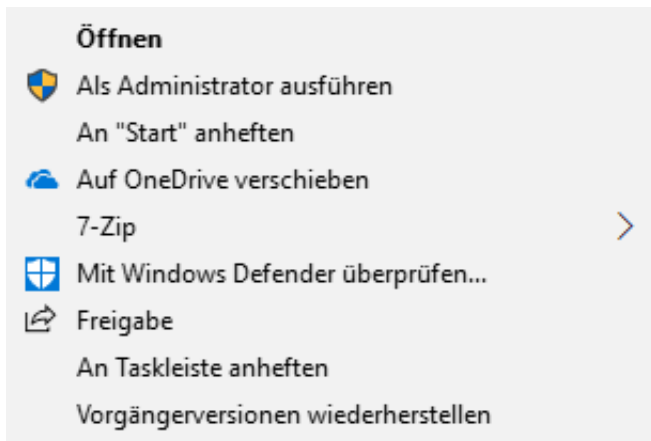 Öffnen
Als Administrator ausführen
An "Start" anheften
Auf OneDrive verschieben
7-Zip
Mit Windows Defender überprüfen...
Freigabe
An Taskleiste anheften
Vorgängerversionen wiederherstellen